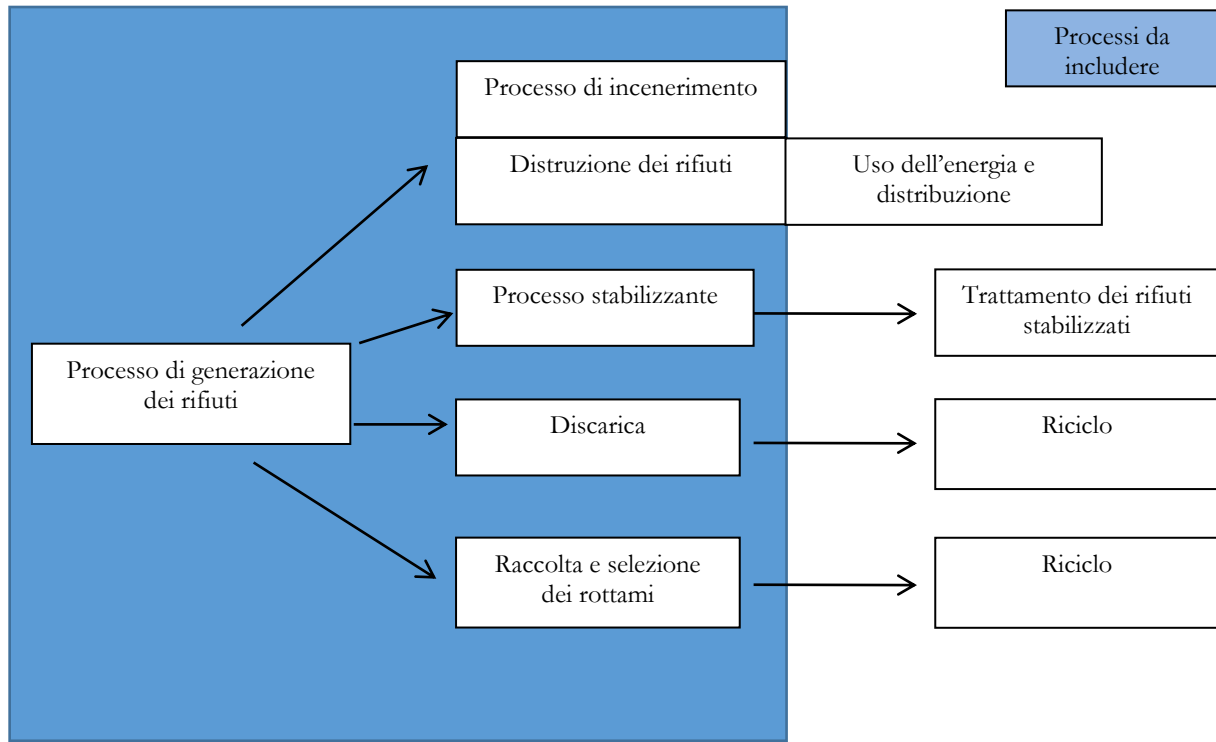 Processi da
includere
Processo di incenerimento
Distruzione dei rifiuti
Uso dell'energia e
distribuzione
Processo stabilizzante
Trattamento dei rifiuti
stabilizzati
Processo di generazione
dei rifiuti
Discarica
Riciclo
Raccolta e selezione
dei rottami
Riciclo